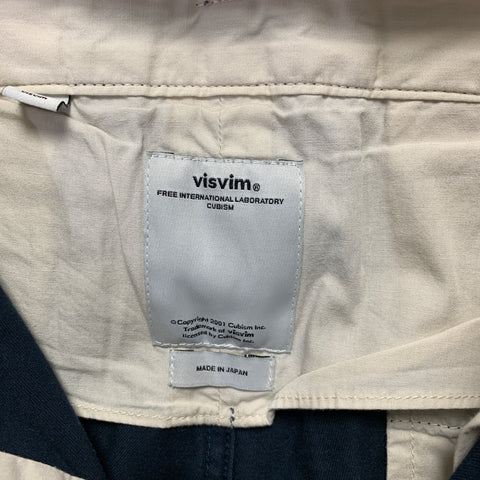 visvim
visvim®
FREE INTERNATIONAL LABORATORY
CUBISM
© Copyright 2001 Cubism Inc.
Trademark of visvim
licensed by Cubism Inc.
MADE IN JAPAN